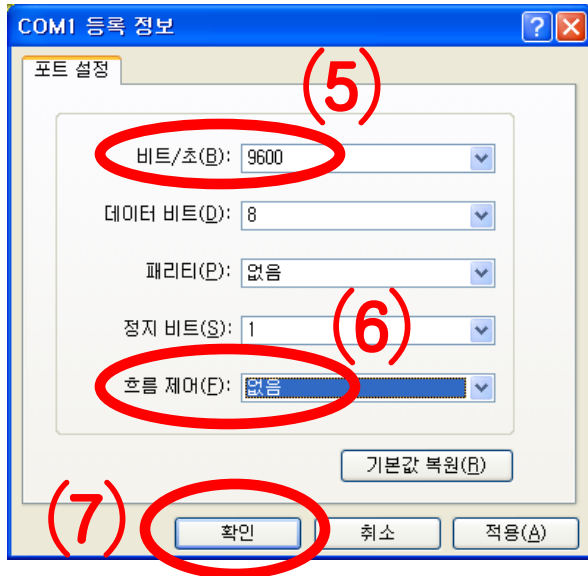 COM1 등록 정보
포트 설정
(5)
비트/초(B): 9600
데이터 비트(D): 8
패리티(P): 없음
(6)
정지 비트(S): 1
흐름 제어(F): 없음
기본값 복원(R)
(7)
확인 취소 적용(A)